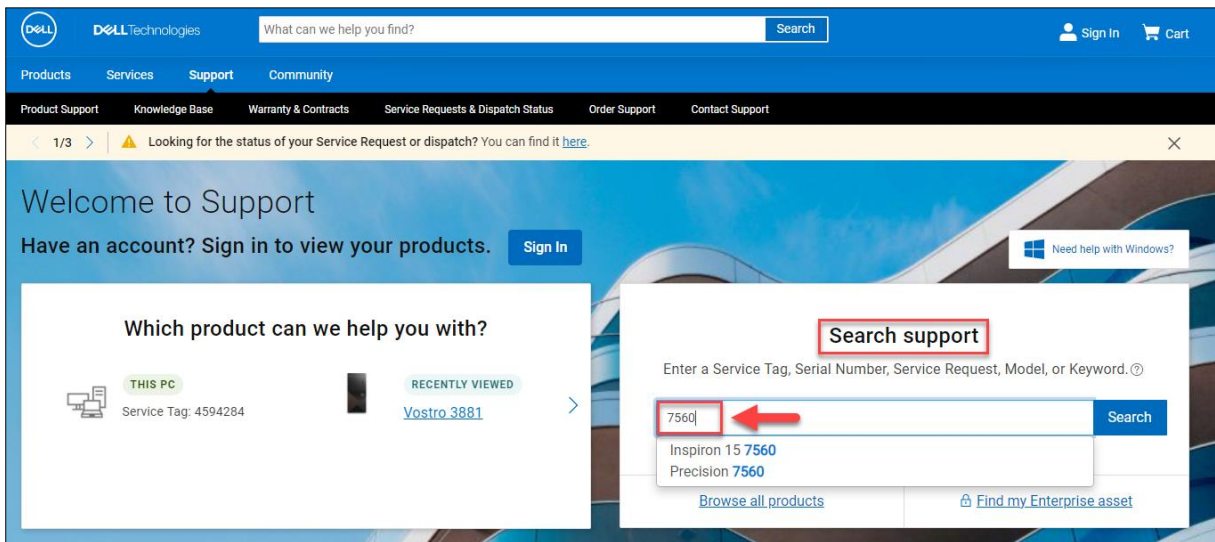 DELL
DELLTechnologies
What can we help you find?
Search
Sign In
Cart
Products Services Support Community
Product Support Knowledge Base Warranty & Contracts Service Requests & Dispatch Status Order Support Contact Support
1/3 Looking for the status of your Service Request or dispatch? You can find it here.
Welcome to Support
Have an account? Sign in to view your products. Sign In
Need help with Windows?
Which product can we help you with?
THIS PC
Service Tag: 4594284
RECENTLY VIEWED
Vostro 3881
Search support
Enter a Service Tag, Serial Number, Service Request, Model, or Keyword.
7560
Search
Inspiron 15 7560
Precision 7560
Browse all products
Find my Enterprise asset